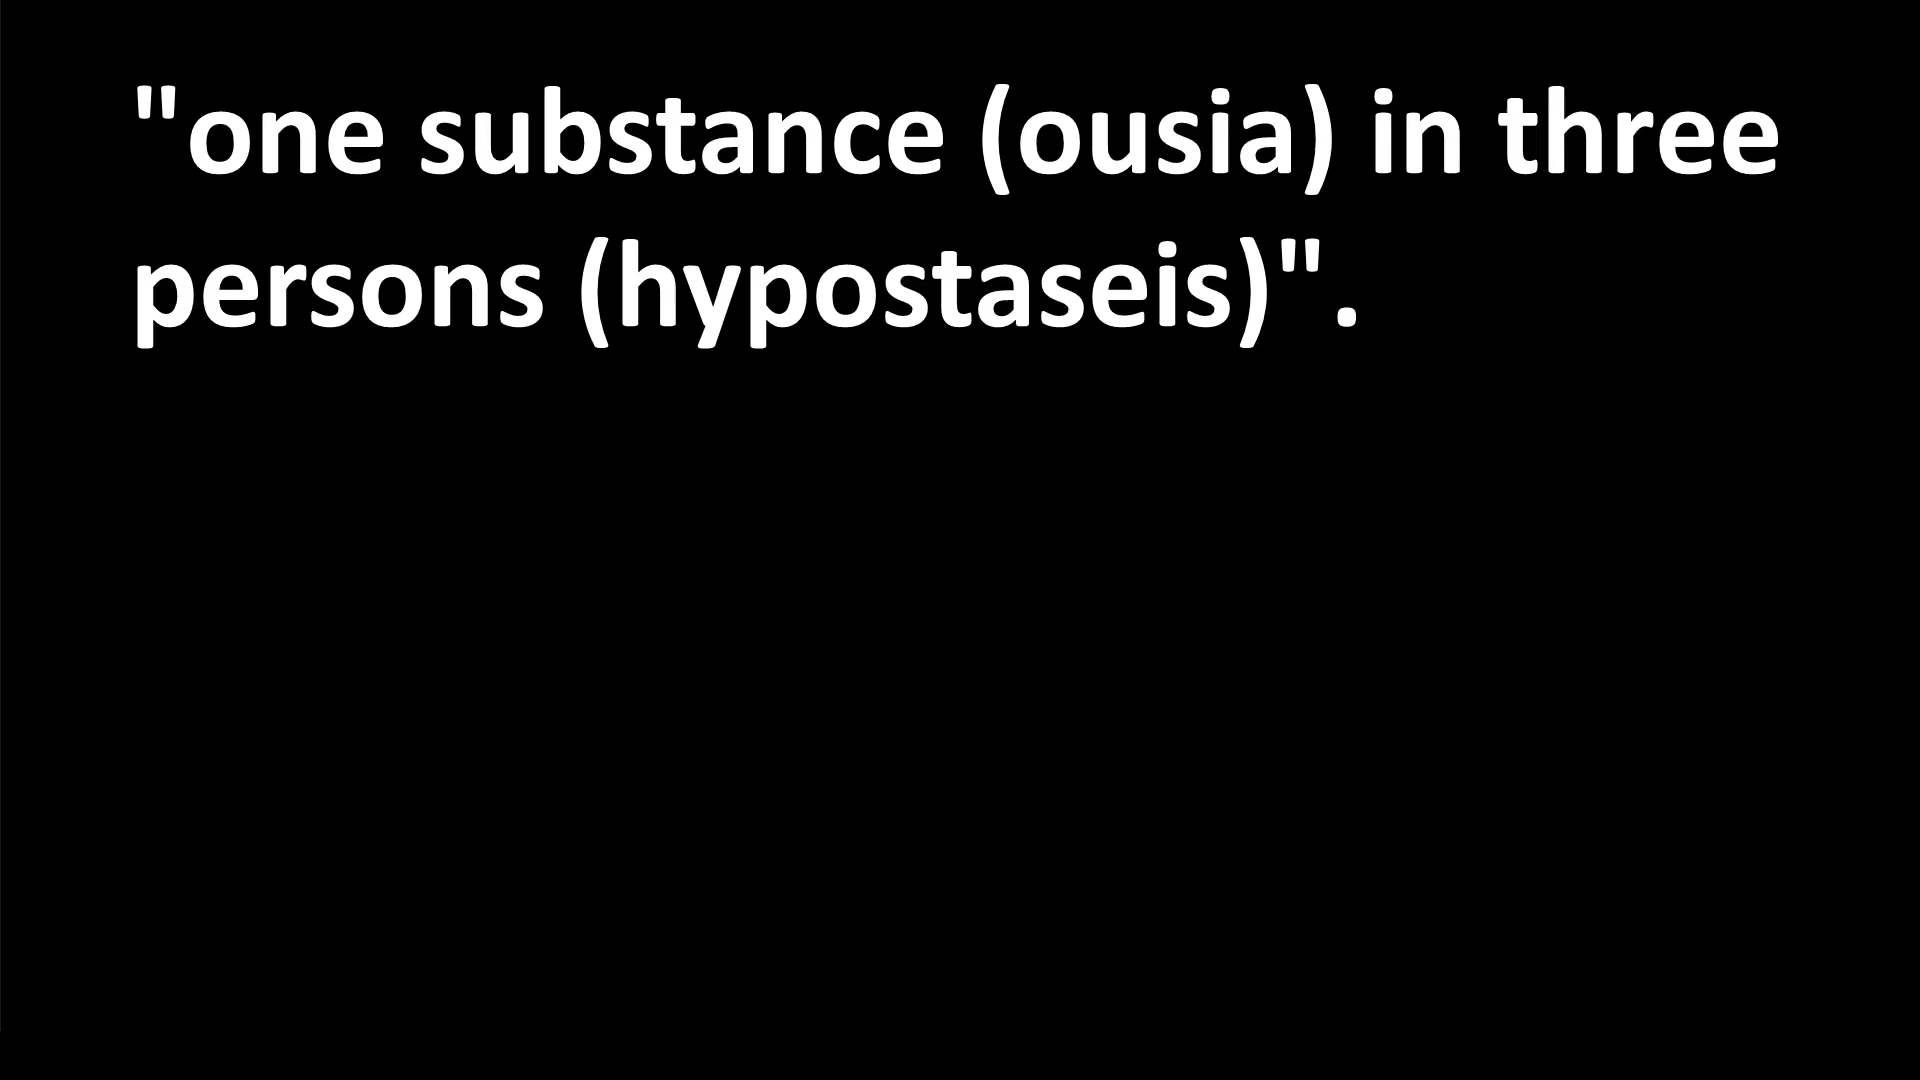 "one substance (ousia) in three
persons (hypostaseis)".